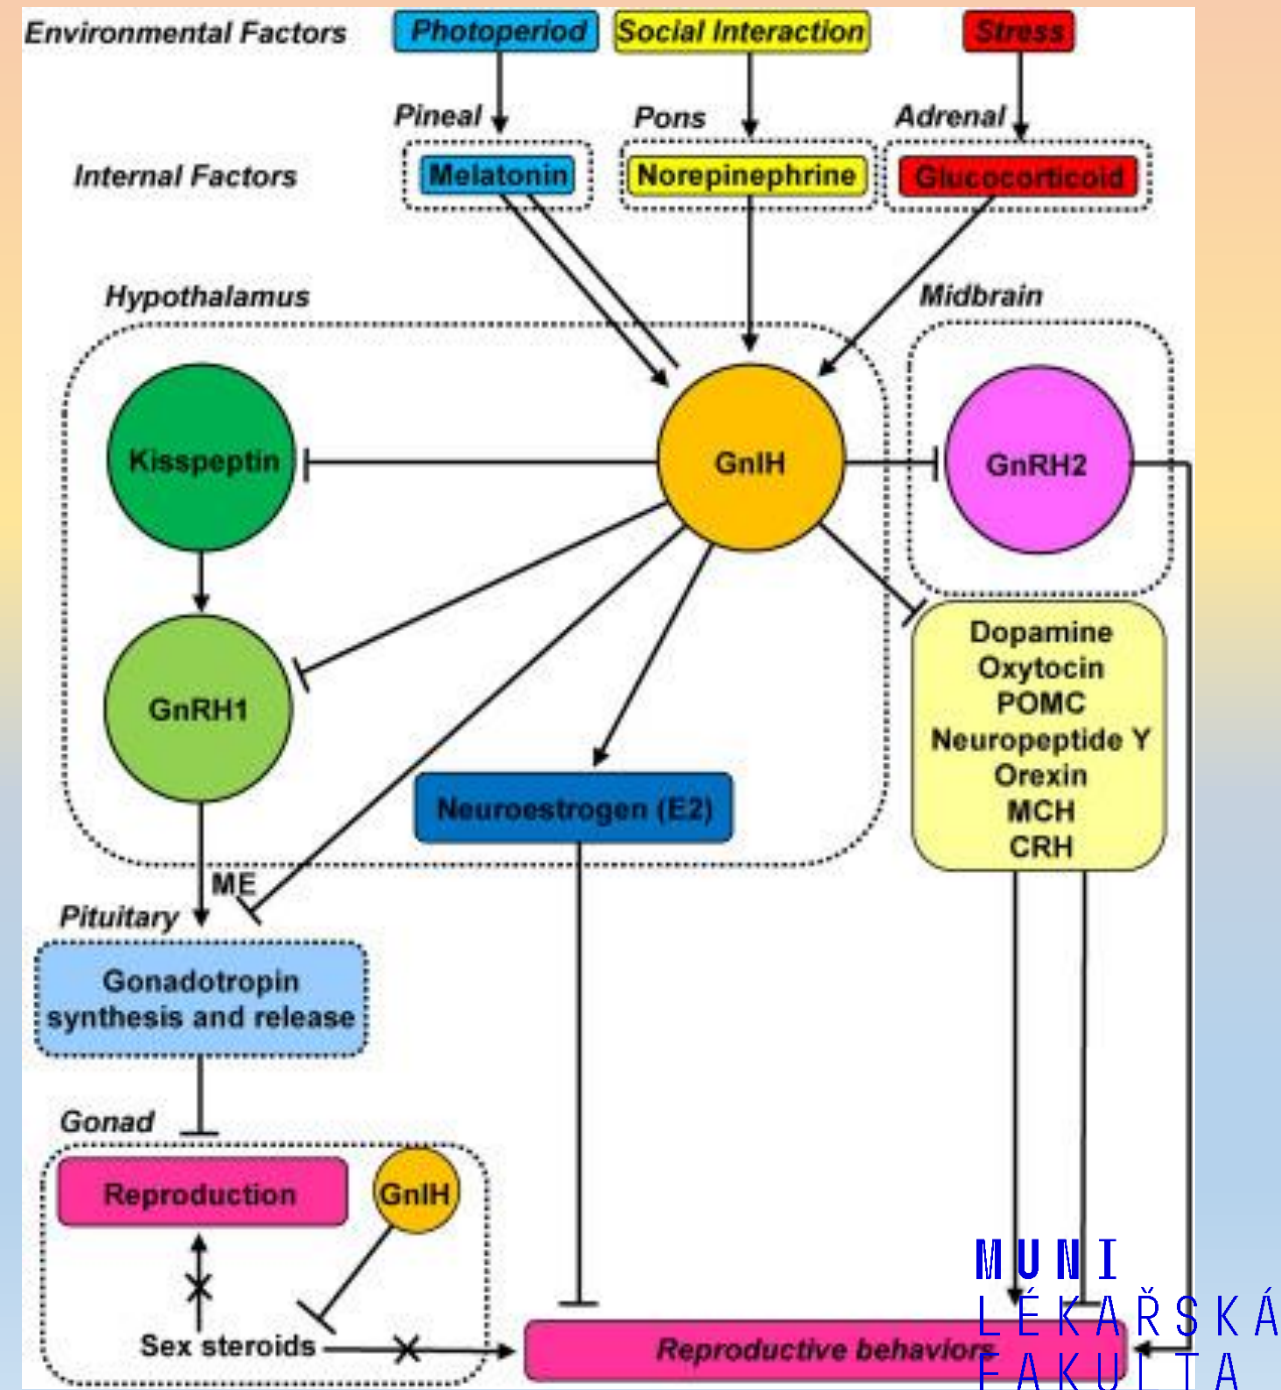 Environmental Factors
Photoperiod
Social Interaction
Stress
Pineal
Pons
Adrenal
Internal Factors
Melatonin
Norepinephrine
Glucocorticoid
Hypothalamus
Midbrain
Kisspeptin
GnIH
GnRH2
GnRH1
Dopamine
Oxytocin
POMC
Neuropeptide Y
Orexin
MCH
CRH
Neuroestrogen (E2)
ME
Pituitary
Gonadotropin
synthesis and release
Gonad
Reproduction
GnIH
Sex steroids
Reproductive behaviors
MUNI
LÉKAŘSKÁ
FAKULTA